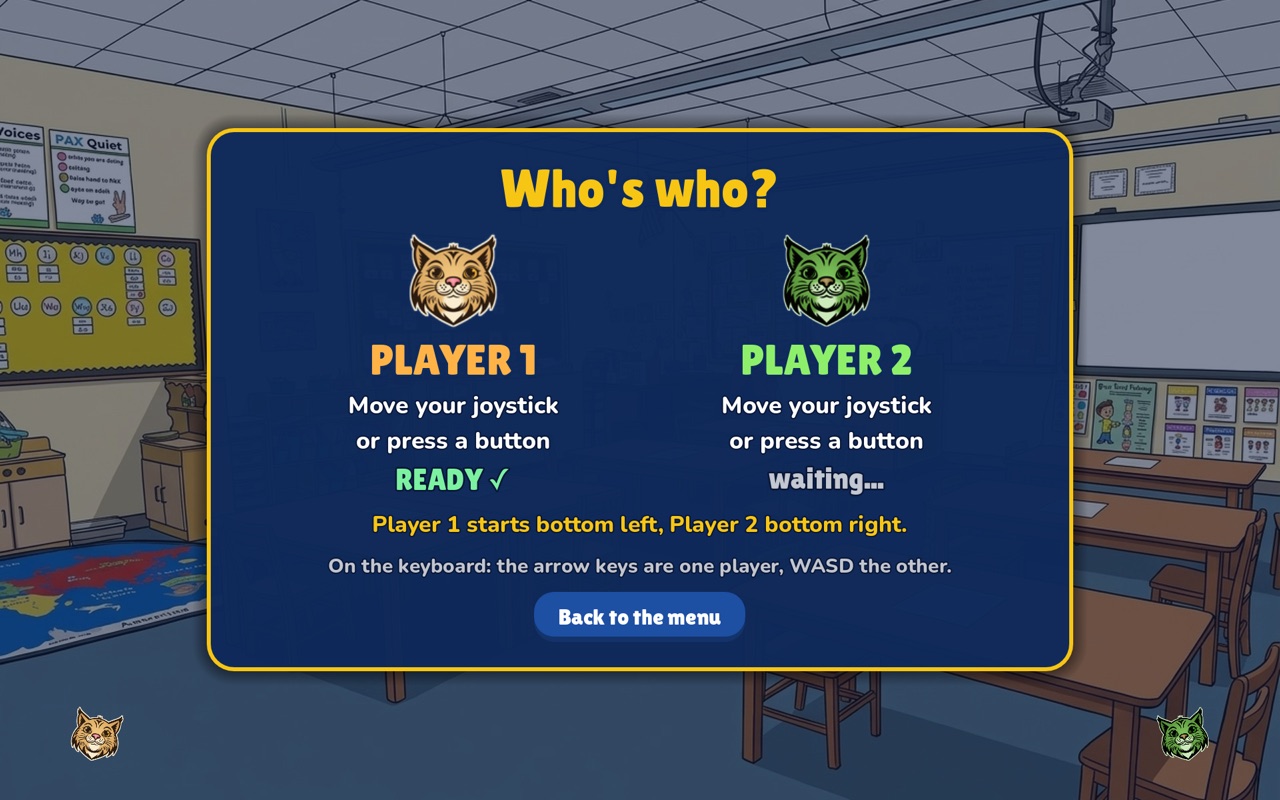 Who's who?
PLAYER 1
Move your joystick
or press a button
READY ✓
PLAYER 2
Move your joystick
or press a button
waiting...
Player 1 starts bottom left, Player 2 bottom right.
On the keyboard: the arrow keys are one player, WASD the other.
Back to the menu
Voices
PAX Quiet